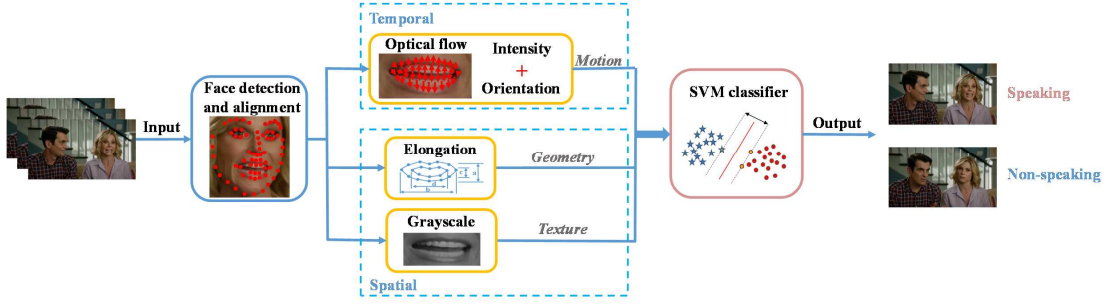 Temporal
Optical flow
Intensity
+
Orientation
Motion
Face detection
and alignment
Input
SVM classifier
Output
Speaking
Elongation
Geometry
Non-speaking
Grayscale
Texture
Spatial